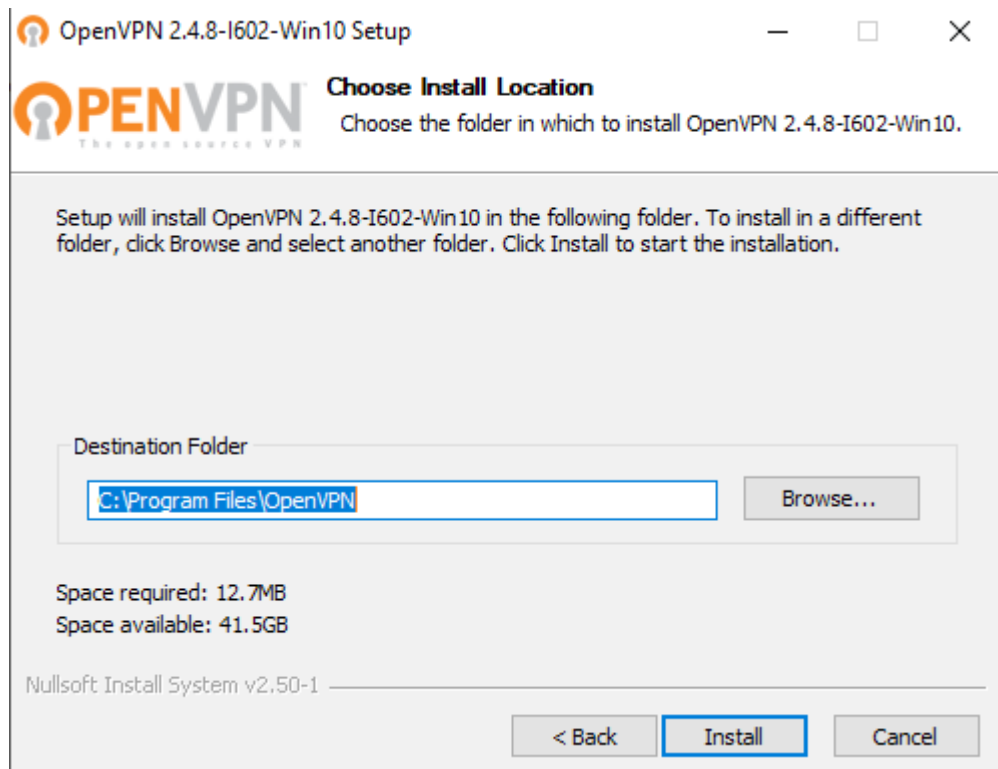 OpenVPN 2.4.8-I602-Win10 Setup
OPENVPN
The open source VPN
Choose Install Location
Choose the folder in which to install OpenVPN 2.4.8-I602-Win10.
Setup will install OpenVPN 2.4.8-I602-Win10 in the following folder. To install in a different
folder, click Browse and select another folder. Click Install to start the installation.
Destination Folder
C:\Program Files\OpenVPN
Browse...
Space required: 12.7MB
Space available: 41.5GB
Nullsoft Install System v2.50-1
< Back
Install
Cancel